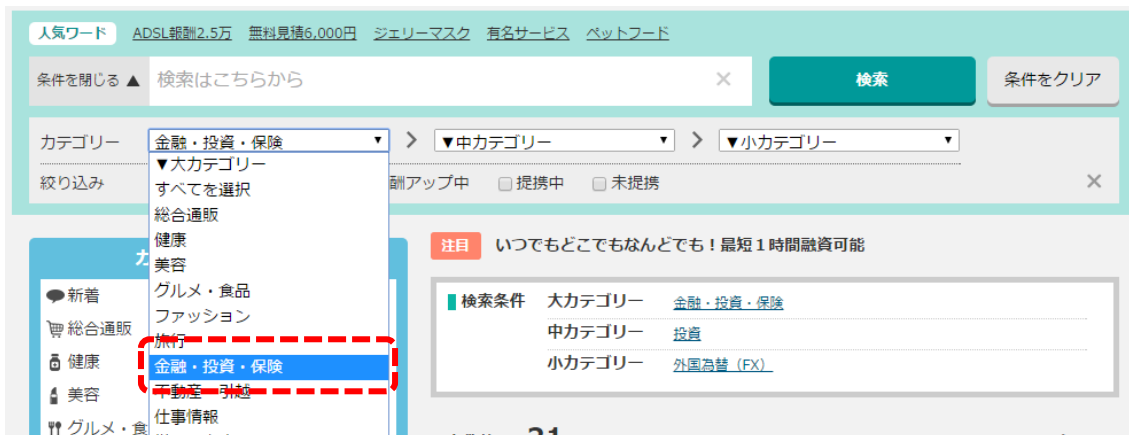 人気ワード ADSL報酬2.5万 無料見積6,000円 ジェリーマスク 有名サービス ペットフード
条件を閉じる ▲ 検索はこちらから × 検索 条件をクリア
カテゴリー 金融・投資・保険 ▼ > ▼中カテゴリー ▼ > ▼小カテゴリー ▼
▼大カテゴリー
絞り込み 酬アップ中 提携中 未提携 ×
すべてを選択
総合通販
健康
美容
グルメ・食品
ファッション
旅行
金融・投資・保険
不動産・引越
仕事情報
注目 いつでもどこでもなんどでも！最短１時間融資可能
新着
総合通販
健康
美容
グルメ・食
検索条件 大カテゴリー 金融・投資・保険
中カテゴリー 投資
小カテゴリー 外国為替（FX）
21